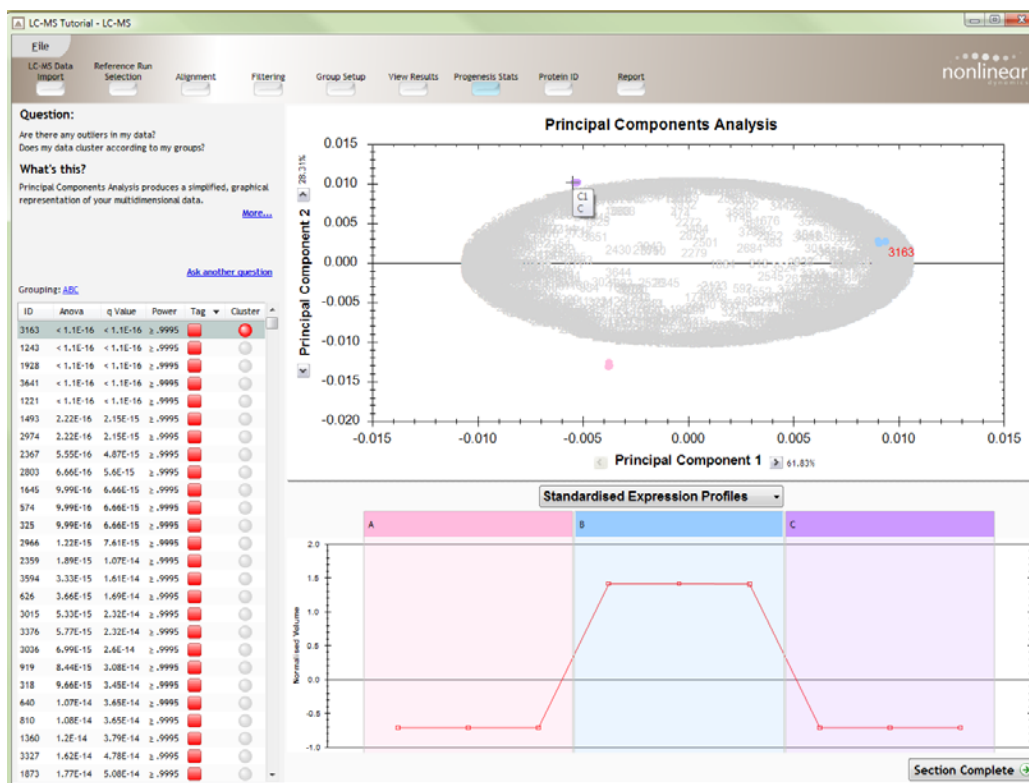 LC-MS Tutorial - LC-MS
File
LC-MS Data Import
Reference Run Selection
Alignment
Filtering
Group Setup
View Results
Progenesis Stats
Protein ID
Report
nonlinear
dynamics
Question:
Are there any outliers in my data?
Does my data cluster according to my groups?
What's this?
Principal Components Analysis produces a simplified, graphical
representation of your multidimensional data.
More...
Ask another question
Grouping: ABC
ID Anova q Value Power Tag Cluster
3163 < 1.1E-16 < 1.1E-16 ≥ .9995
1243 < 1.1E-16 < 1.1E-16 ≥ .9995
1928 < 1.1E-16 < 1.1E-16 ≥ .9995
3641 < 1.1E-16 < 1.1E-16 ≥ .9995
1221 < 1.1E-16 < 1.1E-16 ≥ .9995
1493 2.22E-16 2.15E-15 ≥ .9995
2974 2.22E-16 2.15E-15 ≥ .9995
2367 5.55E-16 4.87E-15 ≥ .9995
2803 6.66E-16 5.6E-15 ≥ .9995
1645 9.99E-16 6.66E-15 ≥ .9995
574 9.99E-16 6.66E-15 ≥ .9995
325 9.99E-16 6.66E-15 ≥ .9995
2966 1.22E-15 7.61E-15 ≥ .9995
2359 1.89E-15 1.07E-14 ≥ .9995
3594 3.33E-15 1.61E-14 ≥ .9995
626 3.66E-15 1.69E-14 ≥ .9995
3015 5.33E-15 2.32E-14 ≥ .9995
3376 5.77E-15 2.32E-14 ≥ .9995
3036 6.99E-15 2.6E-14 ≥ .9995
919 8.44E-15 3.08E-14 ≥ .9995
318 9.66E-15 3.45E-14 ≥ .9995
640 1.07E-14 3.65E-14 ≥ .9995
810 1.08E-14 3.65E-14 ≥ .9995
1360 1.2E-14 3.79E-14 ≥ .9995
3327 1.62E-14 4.78E-14 ≥ .9995
1873 1.77E-14 5.08E-14 ≥ .9995
Principal Components Analysis
Principal Component 2
28.31%
0.015
0.010
0.005
0.000
-0.005
-0.010
-0.015
-0.020
C1
C
3163
-0.015 -0.010 -0.005 0.000 0.005 0.010 0.015
Principal Component 1 61.83%
Standardised Expression Profiles
A B C
Normalised Volume
2.0
1.5
1.0
0.5
0.0
-0.5
-1.0
Section Complete